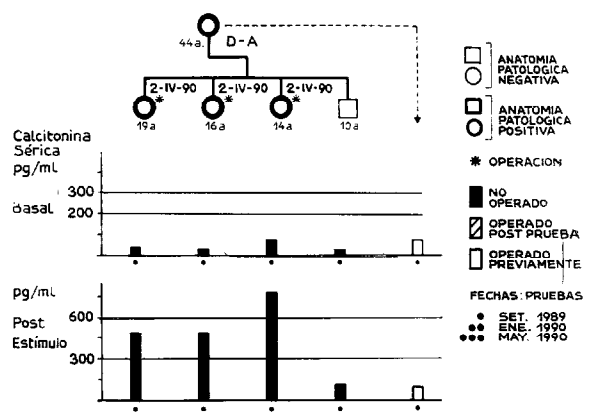 44a. D-A
2-IV-90 2-IV-90 2-IV-90
* * *
19a 16a 14a 10a
Calcitonina
Sérica
pg/ml
300
Basal 200
pg/ml
600
Post
Estímulo
300
ANATOMIA
PATOLOGICA
NEGATIVA
ANATOMIA
PATOLOGICA
POSITIVA
* OPERACION
NO
OPERADO
OPERADO
POST PRUEBA
OPERADO
PREVIAMENTE
FECHAS: PRUEBAS
• SET. 1989
•• ENE. 1990
••• MAY. 1990